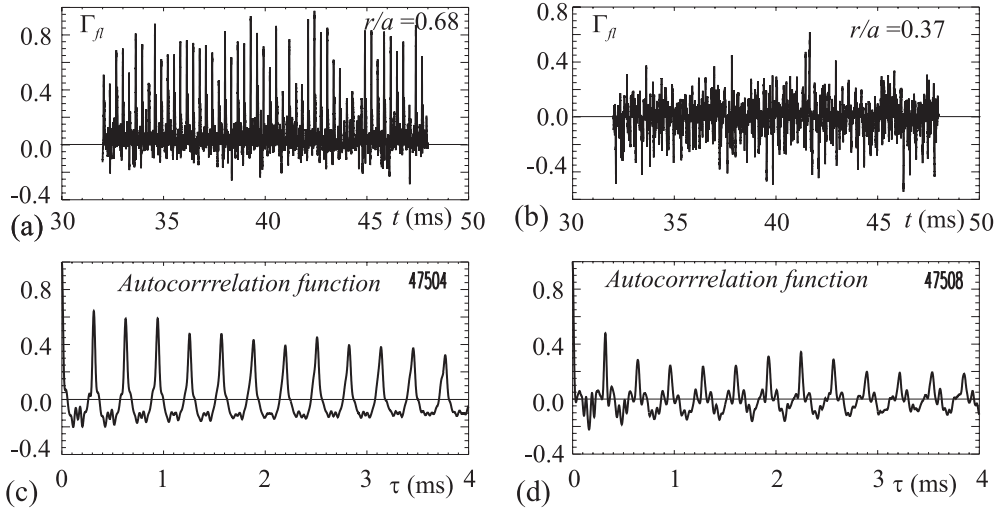 0.8
0.4
0.0
-0.4
Γfl
r/a =0.68
30 35 40 45 t (ms) 50
(a)
0.8
0.4
0.0
-0.4
Γfl
r/a =0.37
30 35 40 45 t (ms) 50
(b)
0.8
0.4
0.0
-0.4
Autocorrrelation function 47504
0 1 2 3 τ (ms) 4
(c)
0.8
0.4
0.0
-0.4
Autocorrrelation function 47508
0 1 2 3 τ (ms) 4
(d)